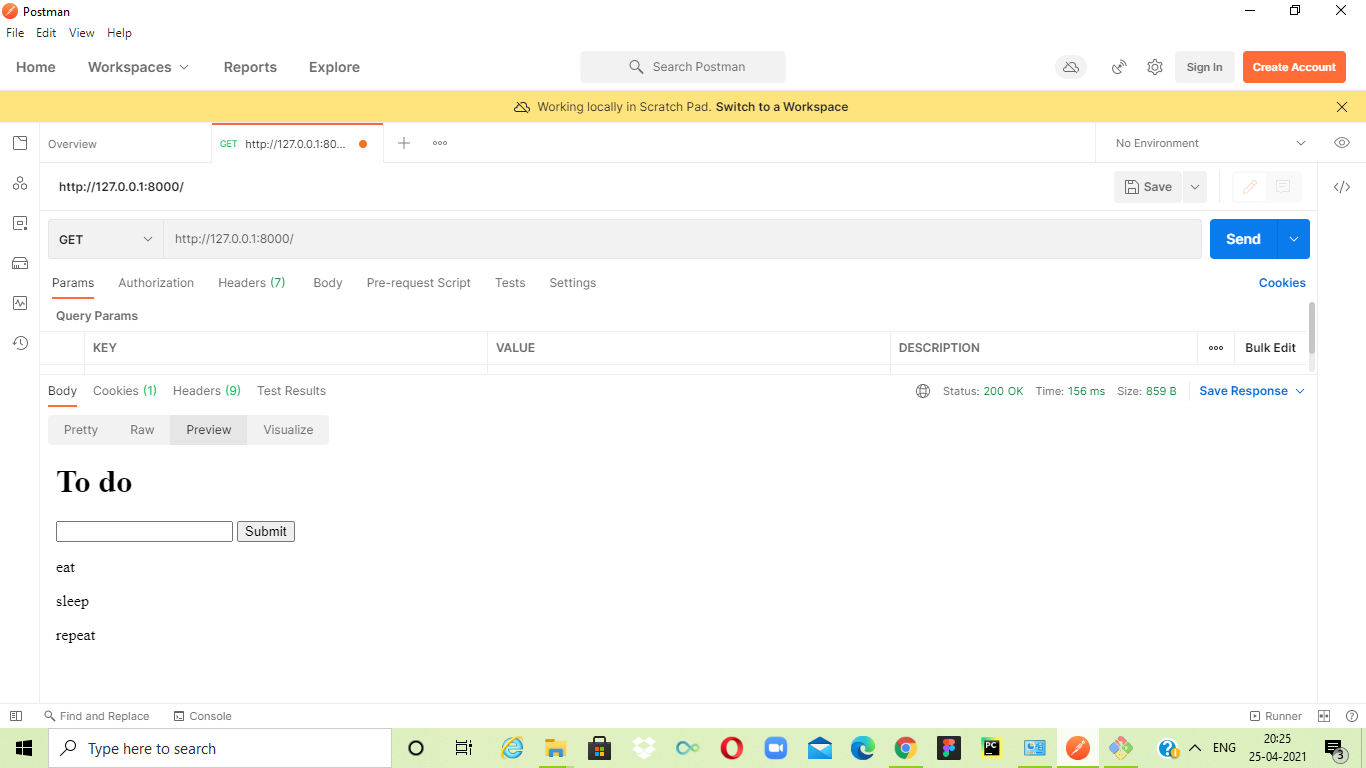 Postman
File Edit View Help
Home Workspaces Reports Explore Search Postman Sign In Create Account
Working locally in Scratch Pad. Switch to a Workspace
Overview GET http://127.0.0.1:80... No Environment
http://127.0.0.1:8000/ Save
GET http://127.0.0.1:8000/ Send
Params Authorization Headers (7) Body Pre-request Script Tests Settings Cookies
Query Params
KEY VALUE DESCRIPTION Bulk Edit
Body Cookies (1) Headers (9) Test Results Status: 200 OK Time: 156 ms Size: 859 B Save Response
Pretty Raw Preview Visualize
To do
Submit
eat
sleep
repeat
Find and Replace Console Runner
Type here to search PC ENG 20:25
25-04-2021 3